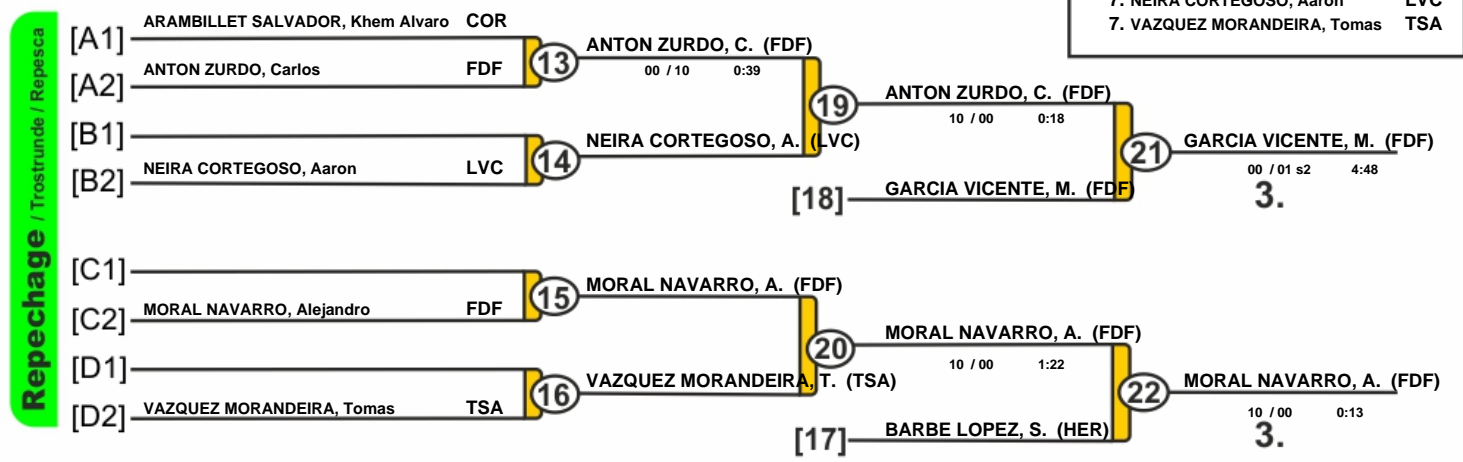 7. NEIRA CORTEGOSO, Aaron LVC
7. VAZQUEZ MORANDEIRA, Tomas TSA
Repechage / Trostrunde / Repesca
[A1] ARAMBILLET SALVADOR, Khem Alvaro COR
[A2] ANTON ZURDO, Carlos FDF
13 ANTON ZURDO, C. (FDF)
00 / 10 0:39
[B1]
[B2] NEIRA CORTEGOSO, Aaron LVC
14 NEIRA CORTEGOSO, A. (LVC)
19 ANTON ZURDO, C. (FDF)
10 / 00 0:18
[18] GARCIA VICENTE, M. (FDF)
21 GARCIA VICENTE, M. (FDF)
00 / 01 s2 4:48
3.
[C1]
[C2] MORAL NAVARRO, Alejandro FDF
15 MORAL NAVARRO, A. (FDF)
[D1]
[D2] VAZQUEZ MORANDEIRA, Tomas TSA
16 VAZQUEZ MORANDEIRA, T. (TSA)
20 MORAL NAVARRO, A. (FDF)
10 / 00 1:22
[17] BARBE LOPEZ, S. (HER)
22 MORAL NAVARRO, A. (FDF)
10 / 00 0:13
3.